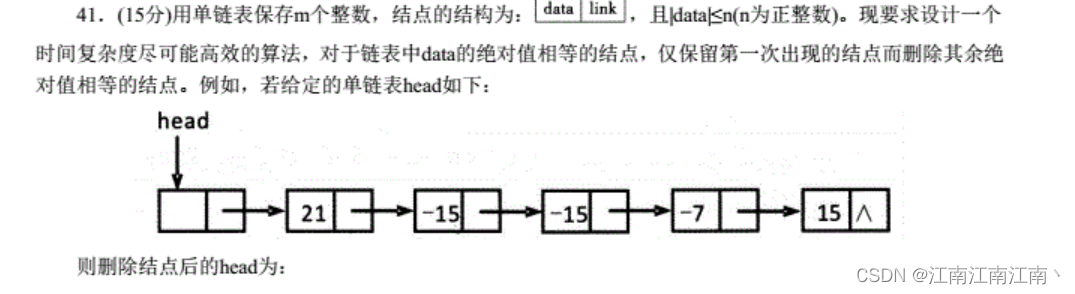 41．(15分)用单链表保存m个整数，结点的结构为： data link ，且|data|≤n(n为正整数)。现要求设计一个
时间复杂度尽可能高效的算法，对于链表中data的绝对值相等的结点，仅保留第一次出现的结点而删除其余绝
对值相等的结点。例如，若给定的单链表head如下：
head
21 -15 -15 -7 15 ∧
则删除结点后的head为：
CSDN @江南江南江南丶